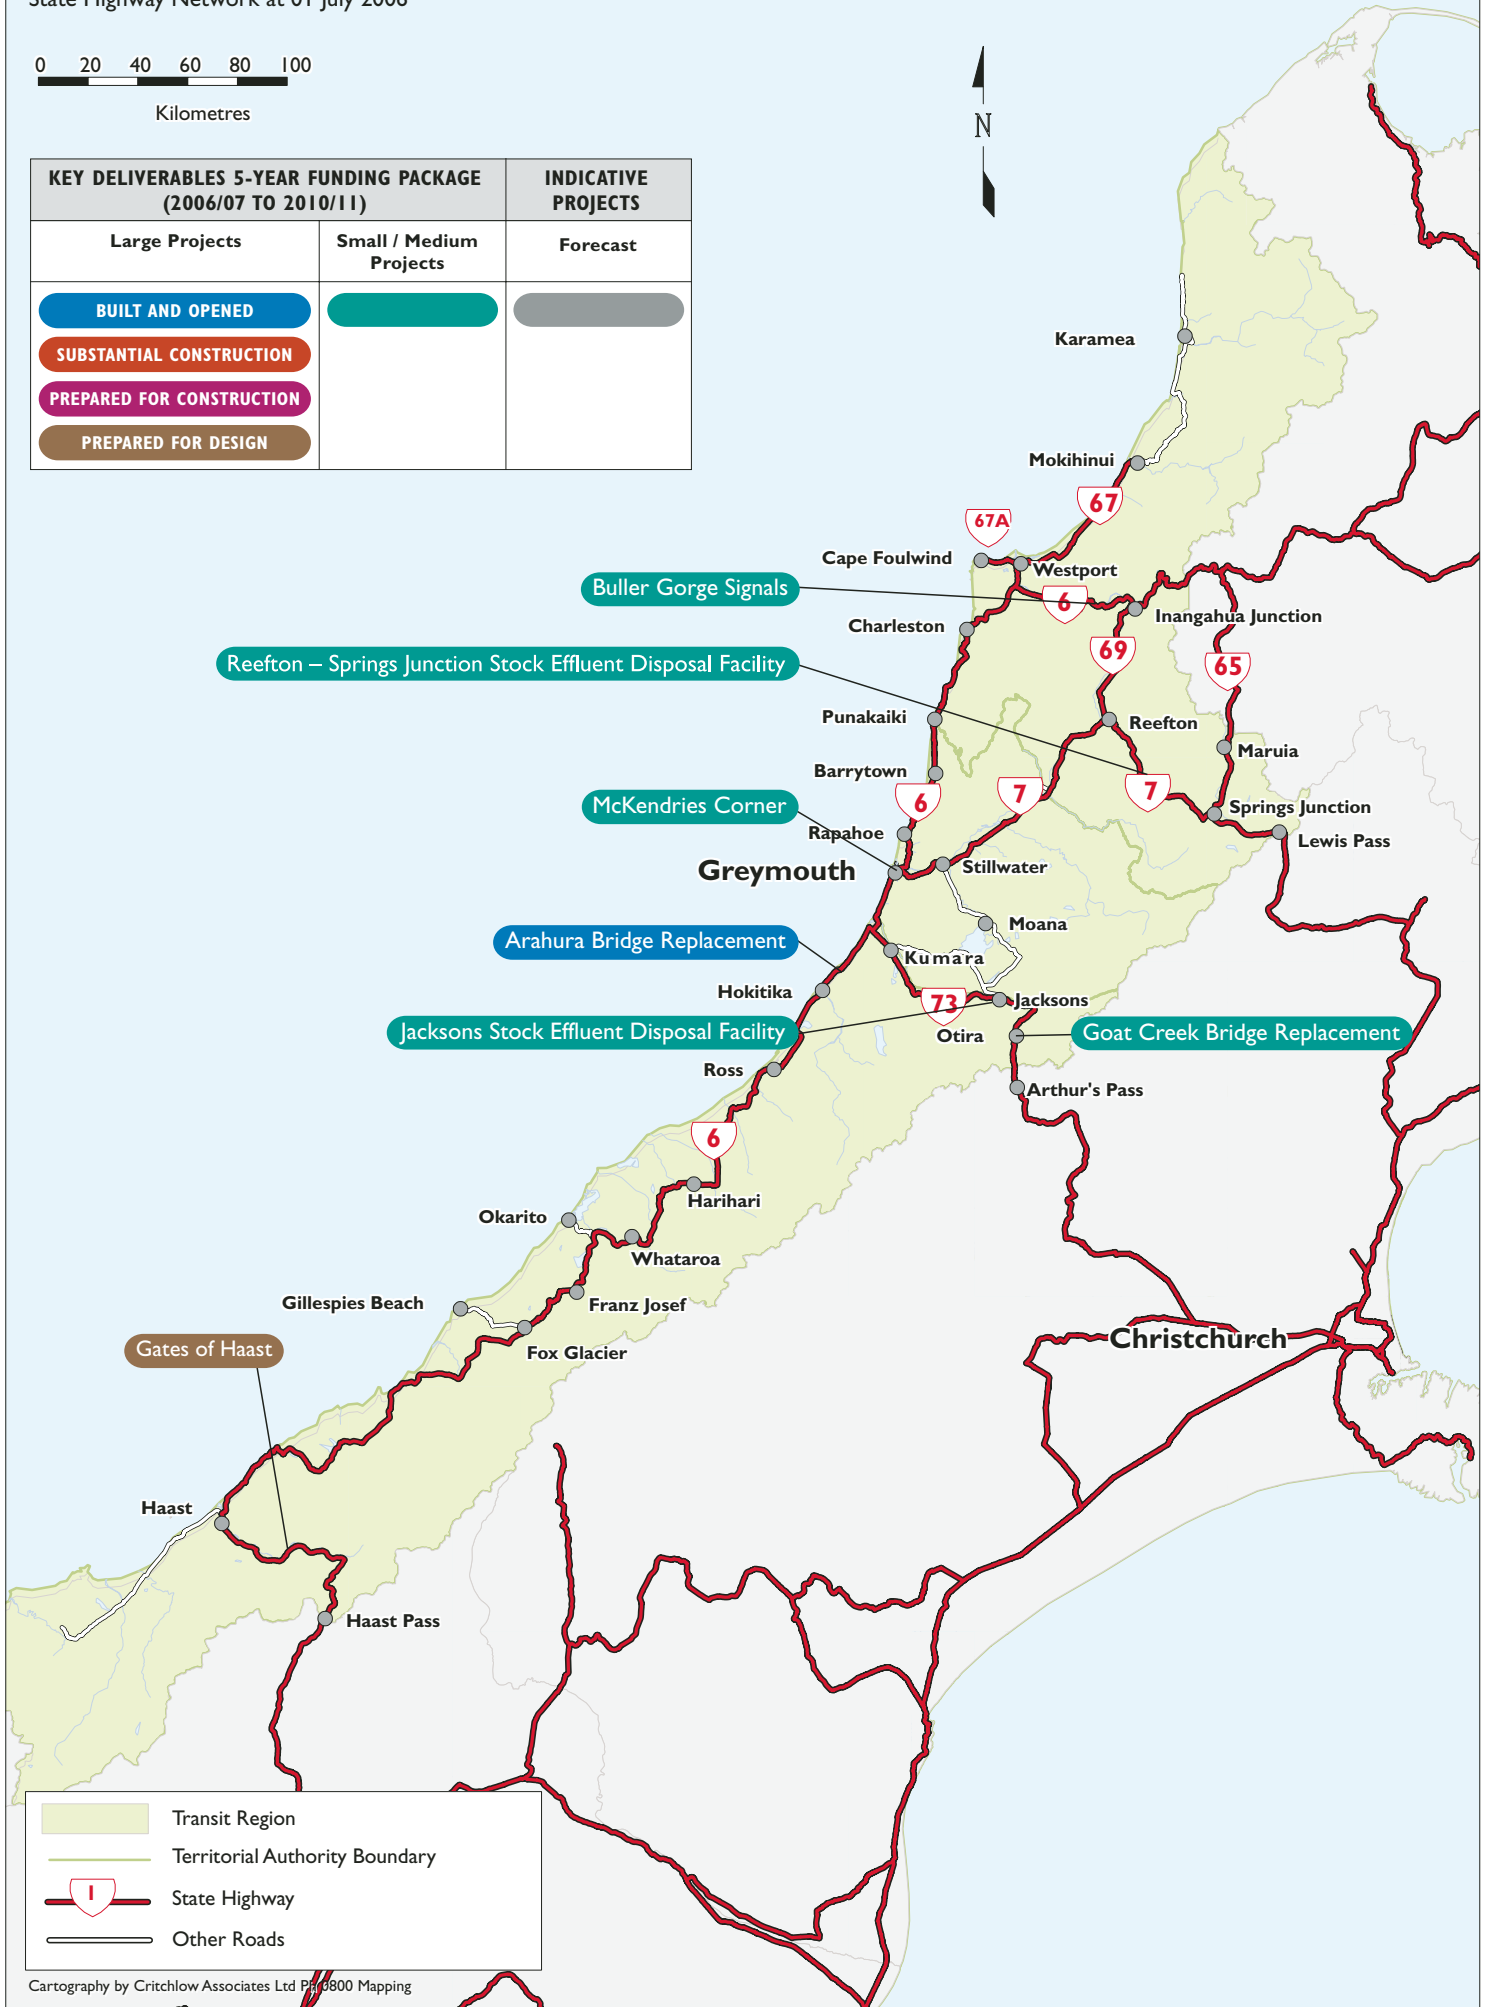 State Highway Network at 01 July 2006
0 20 40 60 80 100
Kilometres
N
KEY DELIVERABLES 5-YEAR FUNDING PACKAGE
(2006/07 TO 2010/11)
INDICATIVE
PROJECTS
Large Projects
Small / Medium
Projects
Forecast
BUILT AND OPENED
SUBSTANTIAL CONSTRUCTION
PREPARED FOR CONSTRUCTION
PREPARED FOR DESIGN
Karamea
Mokihinui
67
67A
Cape Foulwind
Westport
Buller Gorge Signals
6
Inangahua Junction
Charleston
69
65
Reefton – Springs Junction Stock Effluent Disposal Facility
Punakaiki
Reefton
Maruia
Barrytown
6
7
7
McKendries Corner
Springs Junction
Rapahoe
Lewis Pass
Greymouth
Stillwater
Moana
Arahura Bridge Replacement
Kumara
Hokitika
73
Jacksons
Jacksons Stock Effluent Disposal Facility
Otira
Goat Creek Bridge Replacement
Ross
Arthur's Pass
6
Harihari
Okarito
Whataroa
Gillespies Beach
Franz Josef
Gates of Haast
Fox Glacier
Christchurch
Haast
Haast Pass
Transit Region
Territorial Authority Boundary
1
State Highway
Other Roads
Cartography by Critchlow Associates Ltd Ph 0800 Mapping